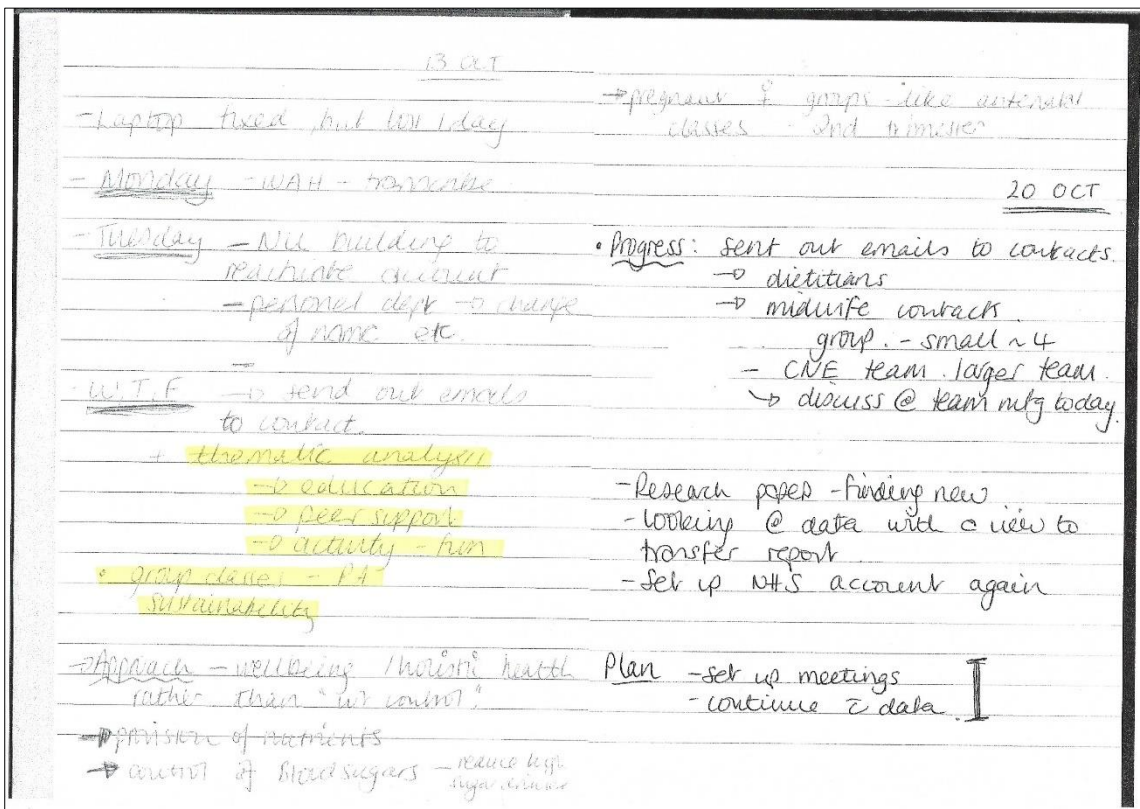 13 OCT
- Laptop fixed, but lost 1 day
- Monday - WAH - transcribe
- Tuesday - NU building to
reactivate account
- personel dept → change
of name etc.
- W.T.F → send out emails
to contact.
+ thematic analysis
→ education
→ peer support
→ activity - fun
• group classes - PA
sustainability
→ Approach - wellbeing / holistic health
rather than "wt control".
→ provision of nutrients
→ control of Blood sugars - reduce high
sugar
→ pregnant ♀ groups - like antenatal
classes - 2nd trimester
20 OCT
• Progress: sent out emails to contacts.
→ dietitians
→ midwife contacts.
group. - small ~ 4
- CNE team. larger team.
↳ discuss @ team mtg today.
- Research papes - finding new
- looking @ data with a view to
transfer report
- Set up NHS account again
Plan - set up meetings
- continue c̄ data.